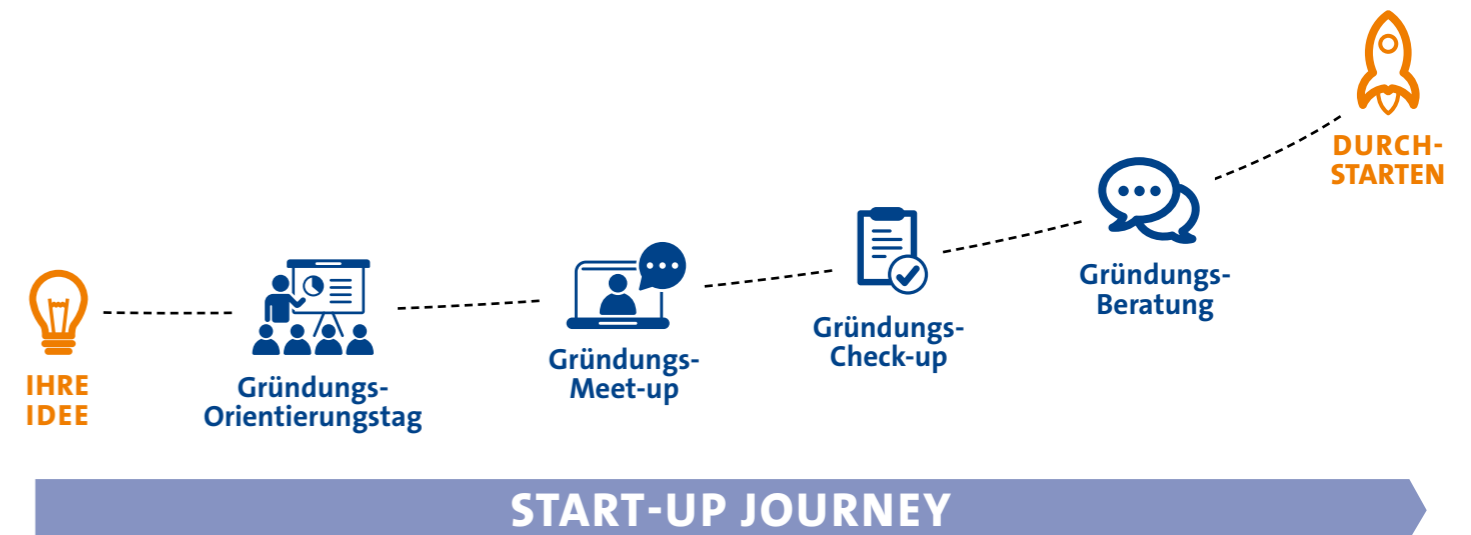 IHRE
IDEE
Gründungs-
Orientierungstag
Gründungs-
Meet-up
Gründungs-
Check-up
Gründungs-
Beratung
DURCH-
STARTEN
START-UP JOURNEY